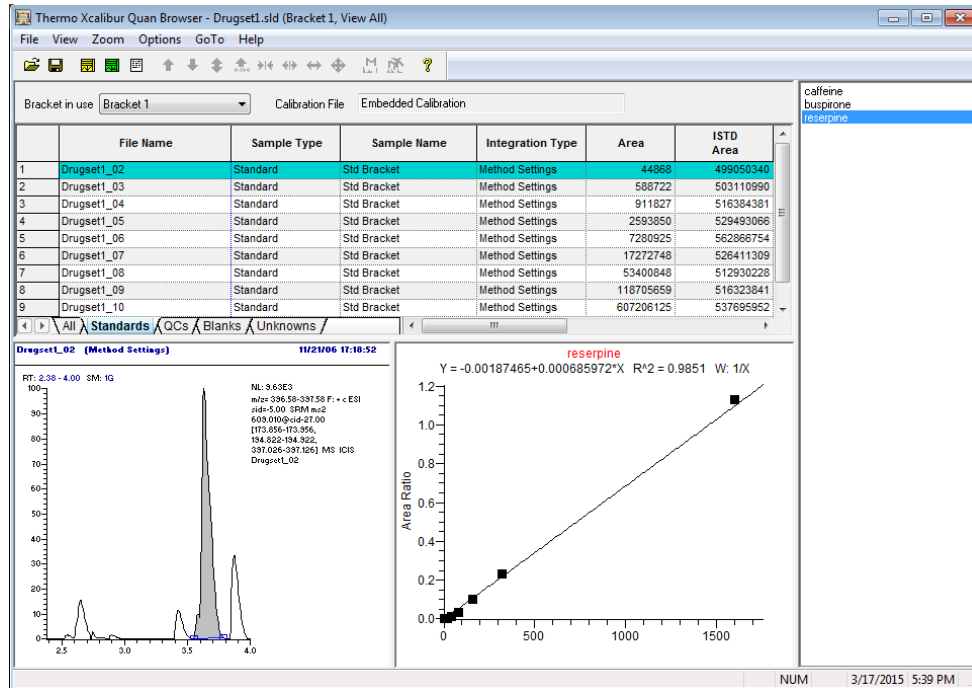 Thermo Xcalibur Quan Browser - Drugset1.sld (Bracket 1, View All)
File View Zoom Options GoTo Help
Bracket in use Bracket 1 Calibration File Embedded Calibration
File Name Sample Type Sample Name Integration Type Area ISTD Area
1 Drugset1_02 Standard Std Bracket Method Settings 44868 499050340
2 Drugset1_03 Standard Std Bracket Method Settings 588722 503110990
3 Drugset1_04 Standard Std Bracket Method Settings 911827 516384381
4 Drugset1_05 Standard Std Bracket Method Settings 2593850 529493066
5 Drugset1_06 Standard Std Bracket Method Settings 7280925 562866754
6 Drugset1_07 Standard Std Bracket Method Settings 17272748 526411309
7 Drugset1_08 Standard Std Bracket Method Settings 53400848 512930228
8 Drugset1_09 Standard Std Bracket Method Settings 118705659 516323841
9 Drugset1_10 Standard Std Bracket Method Settings 607206125 537695952
All Standards QCs Blanks Unknowns
caffeine
buspirone
reserpine
Drugset1_02 (Method Settings) 11/21/06 17:18:52
RT: 2.38 - 4.00 SM: 1G
NL: 9.63E3
m/z= 396.58-397.58 F: + c ESI
sid=-5.00 SRM ms2
609.010@cid-27.00
[173.856-173.956,
194.822-194.922,
397.026-397.126] MS ICIS
Drugset1_02
100
90
80
70
60
50
40
30
20
10
0
2.5 3.0 3.5 4.0
reserpine
Y = -0.00187465+0.000685972*X R^2 = 0.9851 W: 1/X
Area Ratio
1.2
1.0
0.8
0.6
0.4
0.2
0.0
0 500 1000 1500
NUM 3/17/2015 5:39 PM